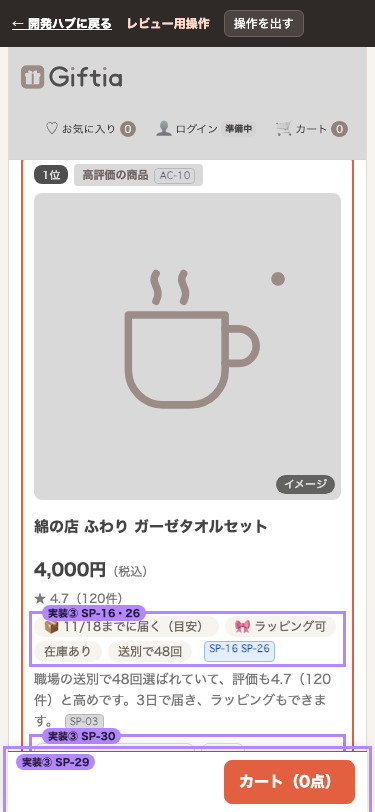 ← 開発ハブに戻る レビュー用操作 操作を出す
Giftia
♡ お気に入り 0 ログイン 準備中 カート 0
1位 高評価の商品 AC-10
イメージ
綿の店 ふわり ガーゼタオルセット
4,000円 (税込)
★ 4.7（120件）
実装③ SP-16・26
11/18までに届く（目安） ラッピング可
在庫あり 送別で48回 SP-16 SP-26
職場の送別で48回選ばれていて、評価も4.7（120
件）と高めです。3日で届き、ラッピングもできま
す。 SP-03
実装③ SP-30
実装③ SP-29
カート（0点）